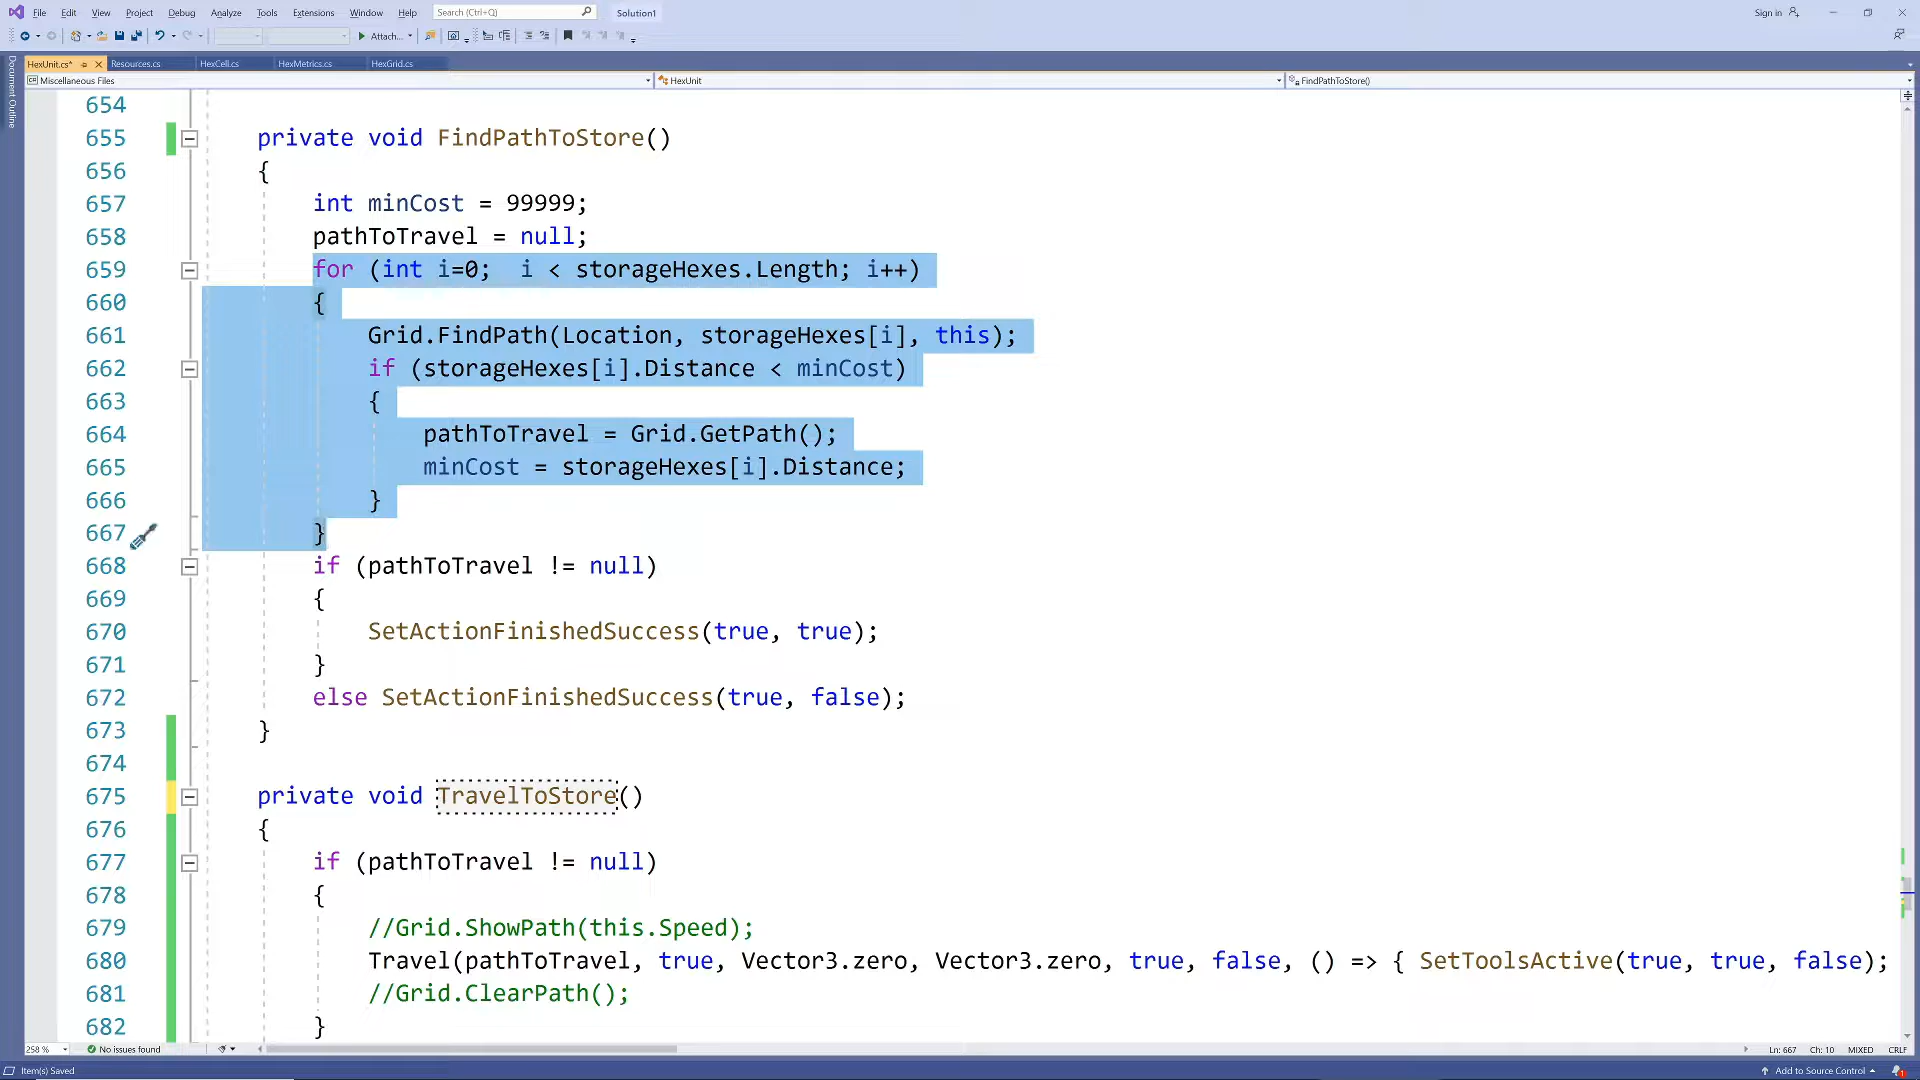 File Edit View Project Debug Analyze Tools Extensions Window Help Search (Ctrl+Q) Solution1 Sign in
Attach...
HexUnit.cs* Resources.cs HexCell.cs HexMetrics.cs HexGrid.cs
Document Outline
Miscellaneous Files HexUnit FindPathToStore()
654
655 private void FindPathToStore()
656 {
657 int minCost = 99999;
658 pathToTravel = null;
659 for (int i=0; i < storageHexes.Length; i++)
660 {
661 Grid.FindPath(Location, storageHexes[i], this);
662 if (storageHexes[i].Distance < minCost)
663 {
664 pathToTravel = Grid.GetPath();
665 minCost = storageHexes[i].Distance;
666 }
667 }
668 if (pathToTravel != null)
669 {
670 SetActionFinishedSuccess(true, true);
671 }
672 else SetActionFinishedSuccess(true, false);
673 }
674
675 private void TravelToStore()
676 {
677 if (pathToTravel != null)
678 {
679 //Grid.ShowPath(this.Speed);
680 Travel(pathToTravel, true, Vector3.zero, Vector3.zero, true, false, () => { SetToolsActive(true, true, false);
681 //Grid.ClearPath();
682 }
258 % No issues found Ln: 667 Ch: 10 MIXED CRLF
Item(s) Saved Add to Source Control 1